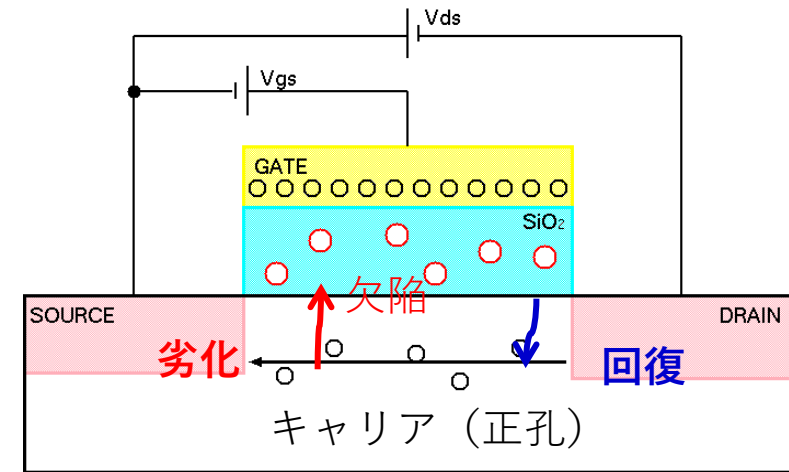 Vds
Vgs
GATE
SiO₂
欠陥
SOURCE
DRAIN
劣化
回復
キャリア（正孔）